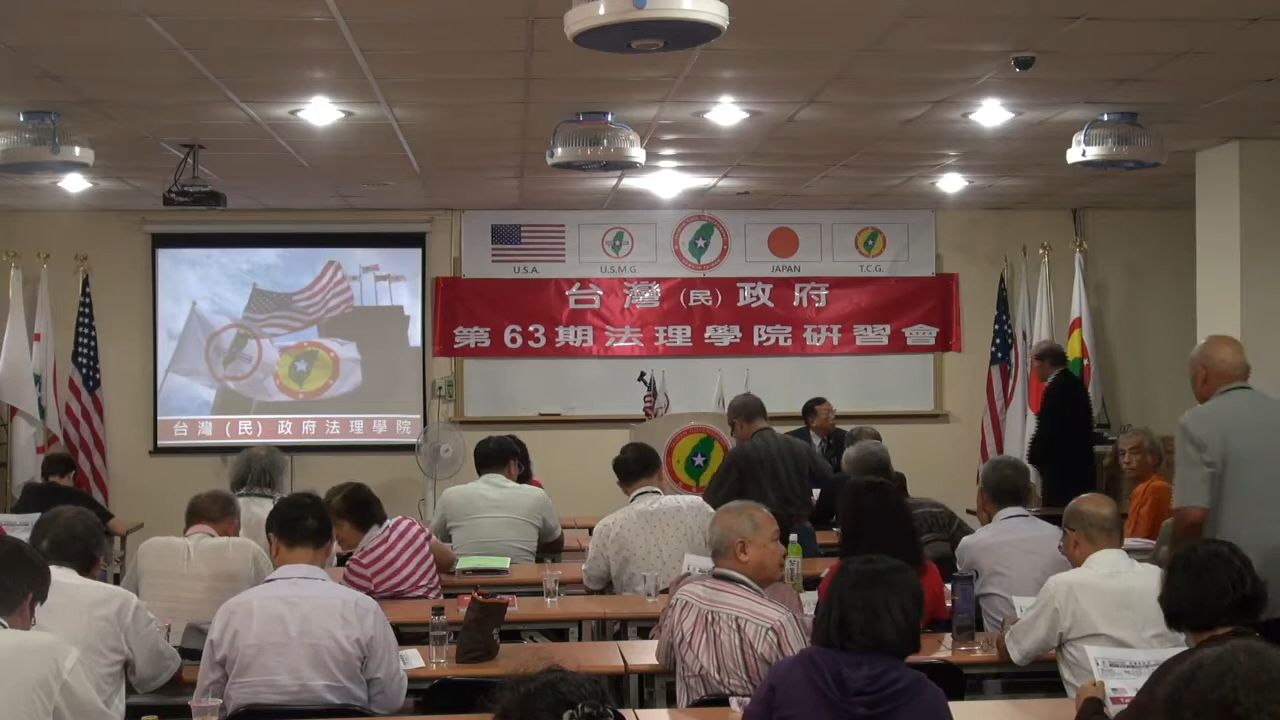 U.S.A.
U.S.M.G.
JAPAN
T.C.G.
台灣(民)政府
第63期法理學院研習會
台灣(民)政府法理學院